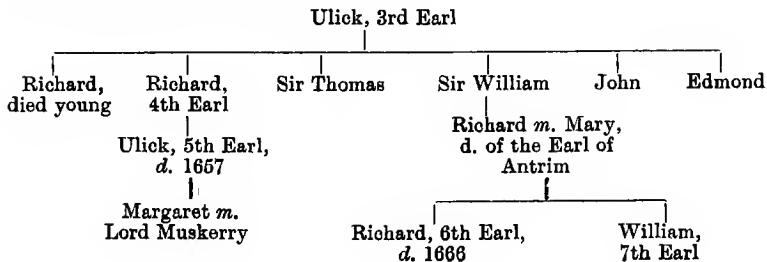 Ulick, 3rd Earl
Richard,
died young
Richard,
4th Earl
Sir Thomas
Sir William
John
Edmond
Ulick, 5th Earl,
d. 1657
Richard m. Mary,
d. of the Earl of
Antrim
Margaret m.
Lord Muskerry
Richard, 6th Earl,
d. 1666
William,
7th Earl